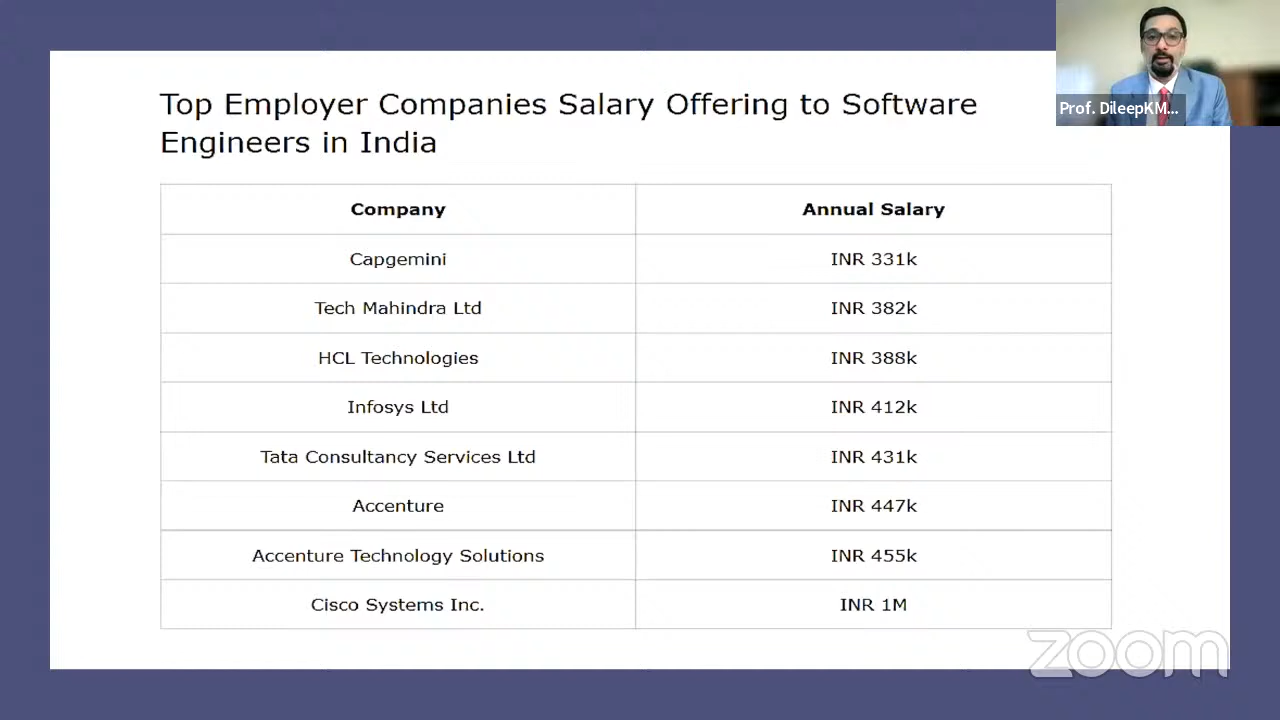 Top Employer Companies Salary Offering to Software
Engineers in India
Prof. DileepKM...
Company Annual Salary
Capgemini INR 331k
Tech Mahindra Ltd INR 382k
HCL Technologies INR 388k
Infosys Ltd INR 412k
Tata Consultancy Services Ltd INR 431k
Accenture INR 447k
Accenture Technology Solutions INR 455k
Cisco Systems Inc. INR 1M
zoom